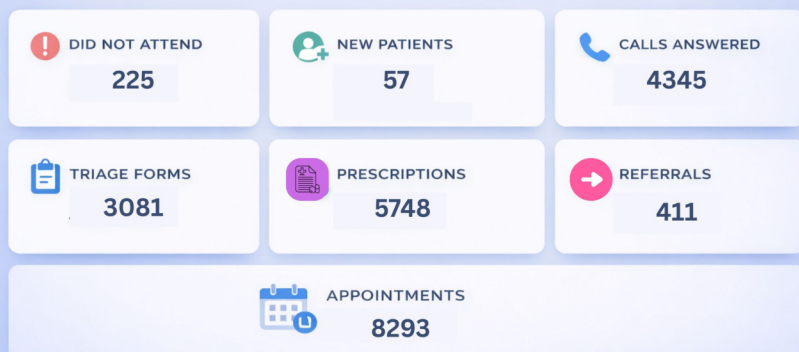 DID NOT ATTEND
225
NEW PATIENTS
57
CALLS ANSWERED
4345
TRIAGE FORMS
3081
PRESCRIPTIONS
5748
REFERRALS
411
APPOINTMENTS
8293